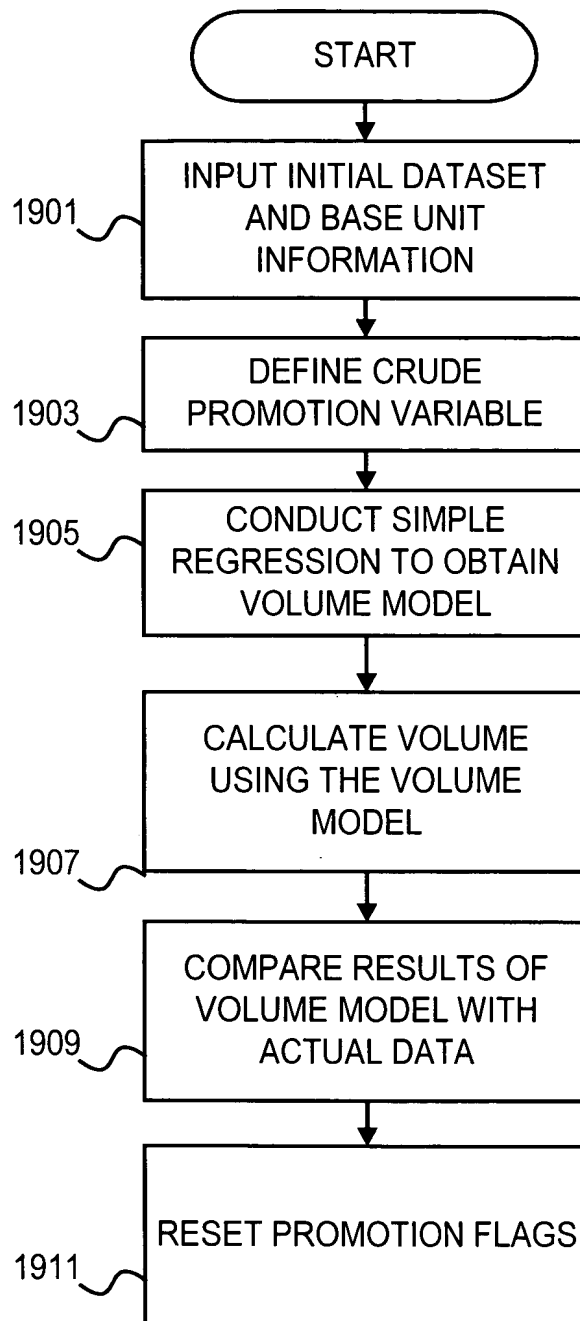 START
1901
INPUT INITIAL DATASET
AND BASE UNIT
INFORMATION
1903
DEFINE CRUDE
PROMOTION VARIABLE
1905
CONDUCT SIMPLE
REGRESSION TO OBTAIN
VOLUME MODEL
1907
CALCULATE VOLUME
USING THE VOLUME
MODEL
1909
COMPARE RESULTS OF
VOLUME MODEL WITH
ACTUAL DATA
1911
RESET PROMOTION FLAGS